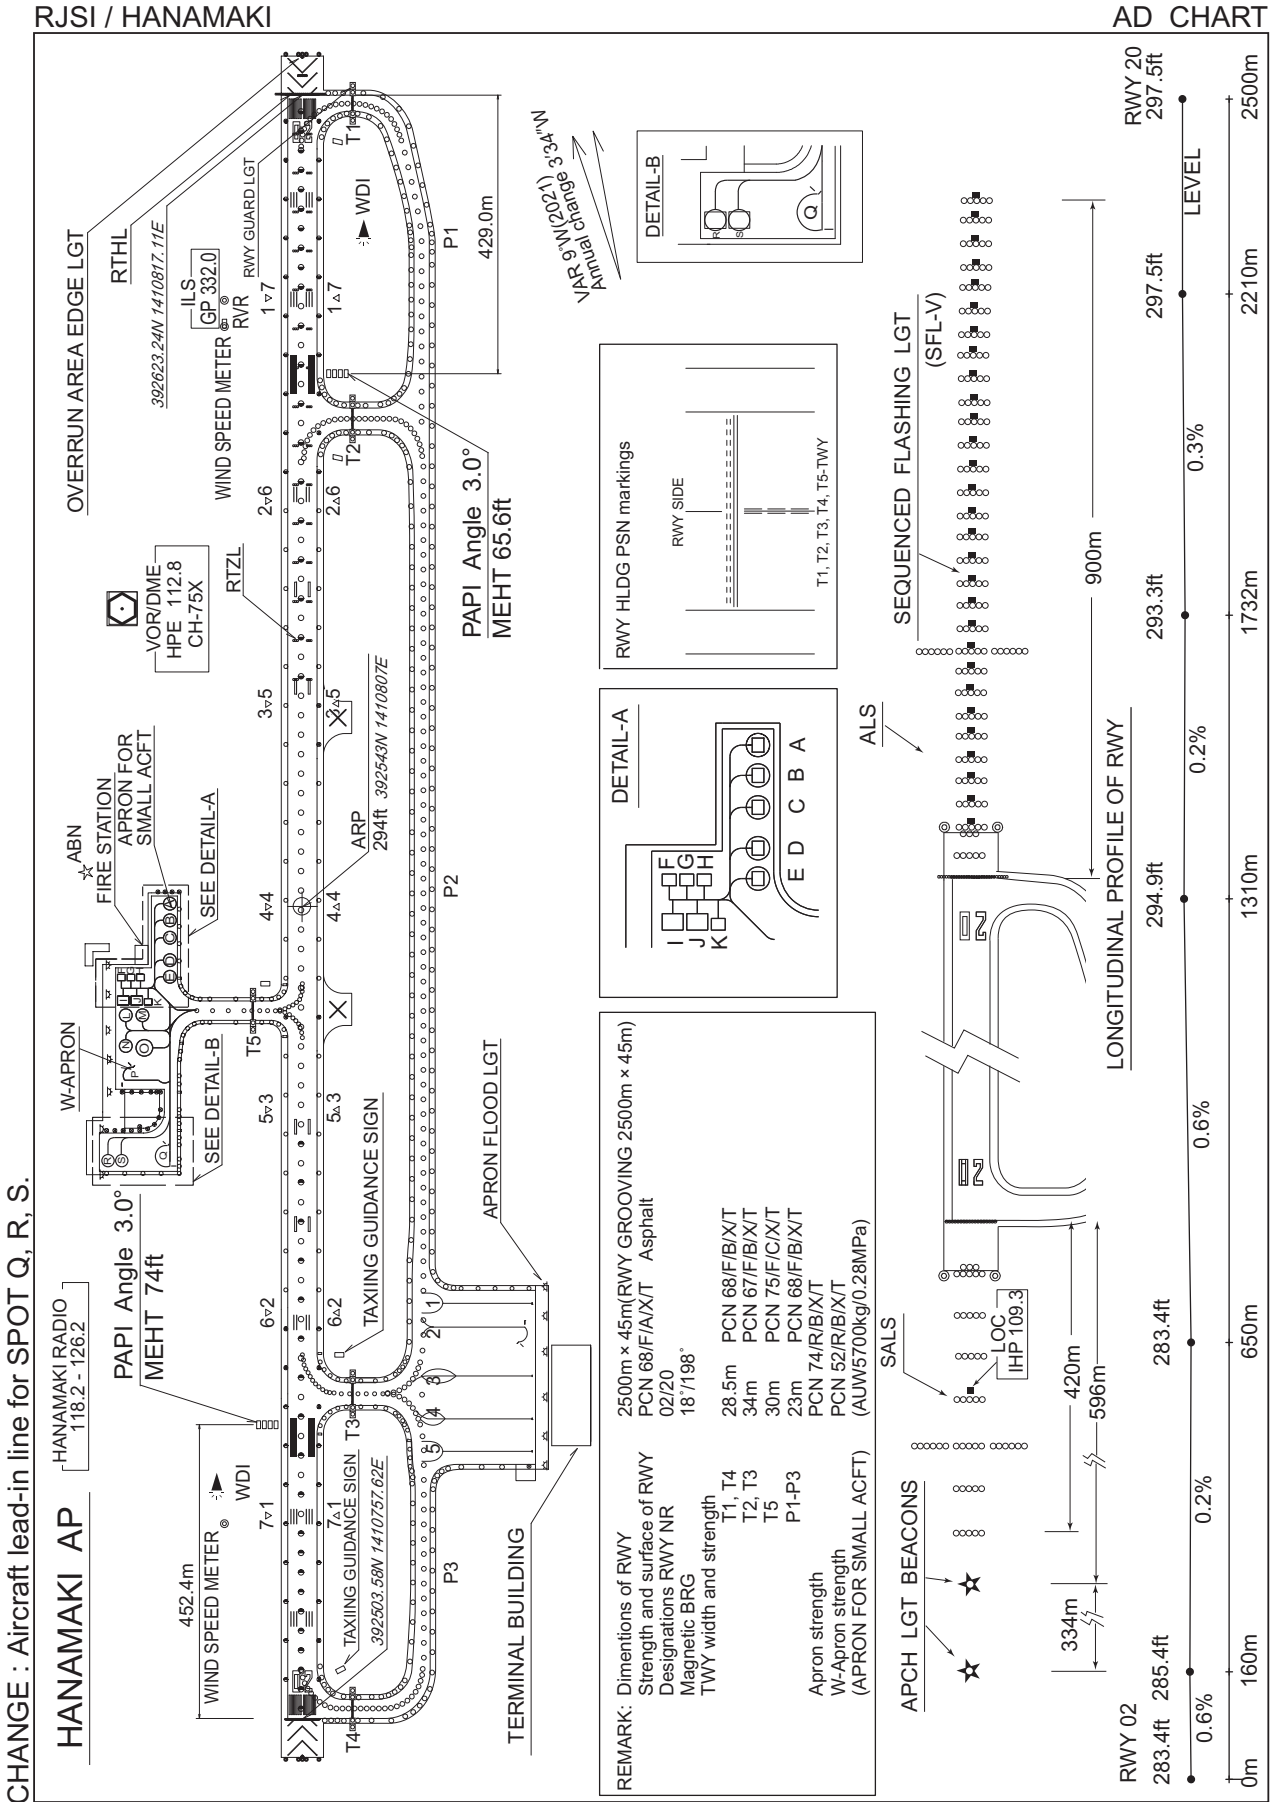 RJSI / HANAMAKI
AD CHART
CHANGE : Aircraft lead-in line for SPOT Q, R, S.
HANAMAKI AP
HANAMAKI RADIO
118.2 - 126.2
PAPI Angle 3.0°
MEHT 74ft
452.4m
WDI
WIND SPEED METER
7▿1
6▿2
5▿3
4▿4
3▿5
2▿6
1▿7
W-APRON
SEE DETAIL-B
ABN
FIRE STATION
APRON FOR
SMALL ACFT
SEE DETAIL-A
A
B
C
D
E
F
G
H
I
J
K
L
M
N
O
P
Q
R
S
T5
VOR/DME
HPE 112.8
CH-75X
RTZL
OVERRUN AREA EDGE LGT
RTHL
392623.24N 1410817.11E
ILS
GP 332.0
RVR
WIND SPEED METER
RWY GUARD LGT
02
20
7▵1
6▵2
5▵3
4▵4
3▵5
2▵6
1▵7
TAXIING GUIDANCE SIGN
392503.58N 1410757.62E
TAXIING GUIDANCE SIGN
ARP
294ft 392543N 1410807E
PAPI Angle 3.0°
MEHT 65.6ft
WDI
429.0m
T1
T2
T3
T4
P1
P2
P3
1
2
3
4
5
APRON FLOOD LGT
TERMINAL BUILDING
VAR 9°W(2021)
Annual change 3'34"W
DETAIL-B
R
S
Q
RWY HLDG PSN markings
RWY SIDE
T1, T2, T3, T4, T5-TWY
DETAIL-A
F
G
H
I
J
K
E D C B A
REMARK: Dimentions of RWY 2500m × 45m(RWY GROOVING 2500m × 45m)
Strength and surface of RWY PCN 68/F/A/X/T Asphalt
Designations RWY NR 02/20
Magnetic BRG 18°/198°
TWY width and strength
T1, T4 28.5m PCN 68/F/B/X/T
T2, T3 34m PCN 67/F/B/X/T
T5 30m PCN 75/F/C/X/T
P1-P3 23m PCN 68/F/B/X/T
Apron strength PCN 74/R/B/X/T
W-Apron strength PCN 52/R/B/X/T
(APRON FOR SMALL ACFT) (AUW5700kg/0.28MPa)
APCH LGT BEACONS
SALS
LOC
IHP 109.3
334m
420m
596m
02
20
ALS
SEQUENCED FLASHING LGT
(SFL-V)
900m
LONGITUDINAL PROFILE OF RWY
RWY 02
RWY 20
283.4ft 285.4ft 283.4ft 294.9ft 293.3ft 297.5ft 297.5ft
0.6% 0.2% 0.6% 0.2% 0.3% LEVEL
0m 160m 650m 1310m 1732m 2210m 2500m